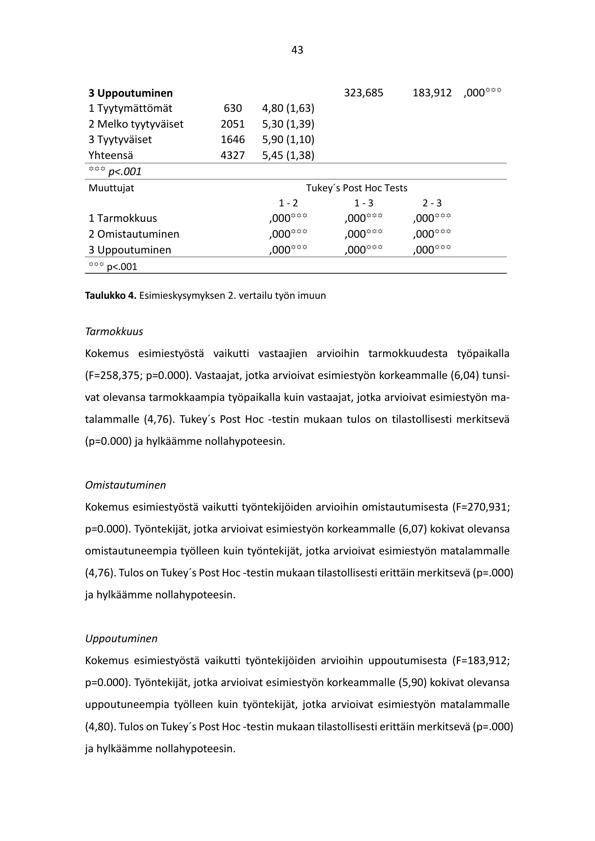 43
3 Uppoutuminen 323,685 183,912 ,000°°°
1 Tyytymättömät 630 4,80 (1,63)
2 Melko tyytyväiset 2051 5,30 (1,39)
3 Tyytyväiset 1646 5,90 (1,10)
Yhteensä 4327 5,45 (1,38)
°°° p<.001
Muuttujat Tukey´s Post Hoc Tests
1 - 2 1 - 3 2 - 3
1 Tarmokkuus ,000°°° ,000°°° ,000°°°
2 Omistautuminen ,000°°° ,000°°° ,000°°°
3 Uppoutuminen ,000°°° ,000°°° ,000°°°
°°° p<.001
Taulukko 4. Esimieskysymyksen 2. vertailu työn imuun
Tarmokkuus
Kokemus esimiestyöstä vaikutti vastaajien arvioihin tarmokkuudesta työpaikalla
(F=258,375; p=0.000). Vastaajat, jotka arvioivat esimiestyön korkeammalle (6,04) tunsi-
vat olevansa tarmokkaampia työpaikalla kuin vastaajat, jotka arvioivat esimiestyön ma-
talammalle (4,76). Tukey´s Post Hoc -testin mukaan tulos on tilastollisesti merkitsevä
(p=0.000) ja hylkäämme nollahypoteesin.
Omistautuminen
Kokemus esimiestyöstä vaikutti työntekijöiden arvioihin omistautumisesta (F=270,931;
p=0.000). Työntekijät, jotka arvioivat esimiestyön korkeammalle (6,07) kokivat olevansa
omistautuneempia työlleen kuin työntekijät, jotka arvioivat esimiestyön matalammalle
(4,76). Tulos on Tukey´s Post Hoc -testin mukaan tilastollisesti erittäin merkitsevä (p=.000)
ja hylkäämme nollahypoteesin.
Uppoutuminen
Kokemus esimiestyöstä vaikutti työntekijöiden arvioihin uppoutumisesta (F=183,912;
p=0.000). Työntekijät, jotka arvioivat esimiestyön korkeammalle (5,90) kokivat olevansa
uppoutuneempia työlleen kuin työntekijät, jotka arvioivat esimiestyön matalammalle
(4,80). Tulos on Tukey´s Post Hoc -testin mukaan tilastollisesti erittäin merkitsevä (p=.000)
ja hylkäämme nollahypoteesin.